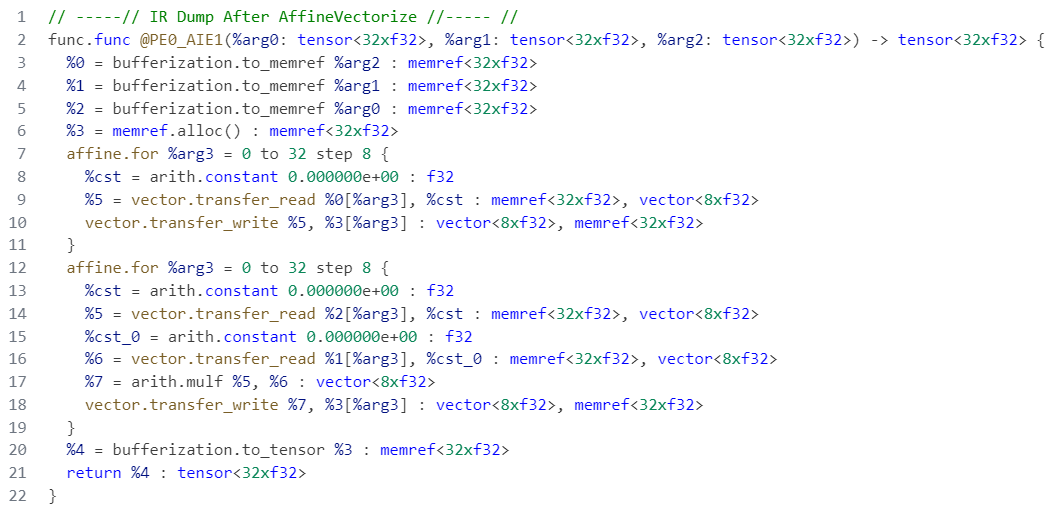 1 // -----// IR Dump After AffineVectorize //----- //
2 func.func @PE0_AIE1(%arg0: tensor<32xf32>, %arg1: tensor<32xf32>, %arg2: tensor<32xf32>) -> tensor<32xf32> {
3   %0 = bufferization.to_memref %arg2 : memref<32xf32>
4   %1 = bufferization.to_memref %arg1 : memref<32xf32>
5   %2 = bufferization.to_memref %arg0 : memref<32xf32>
6   %3 = memref.alloc() : memref<32xf32>
7   affine.for %arg3 = 0 to 32 step 8 {
8     %cst = arith.constant 0.000000e+00 : f32
9     %5 = vector.transfer_read %0[%arg3], %cst : memref<32xf32>, vector<8xf32>
10     vector.transfer_write %5, %3[%arg3] : vector<8xf32>, memref<32xf32>
11   }
12   affine.for %arg3 = 0 to 32 step 8 {
13     %cst = arith.constant 0.000000e+00 : f32
14     %5 = vector.transfer_read %2[%arg3], %cst : memref<32xf32>, vector<8xf32>
15     %cst_0 = arith.constant 0.000000e+00 : f32
16     %6 = vector.transfer_read %1[%arg3], %cst_0 : memref<32xf32>, vector<8xf32>
17     %7 = arith.mulf %5, %6 : vector<8xf32>
18     vector.transfer_write %7, %3[%arg3] : vector<8xf32>, memref<32xf32>
19   }
20   %4 = bufferization.to_tensor %3 : memref<32xf32>
21   return %4 : tensor<32xf32>
22 }